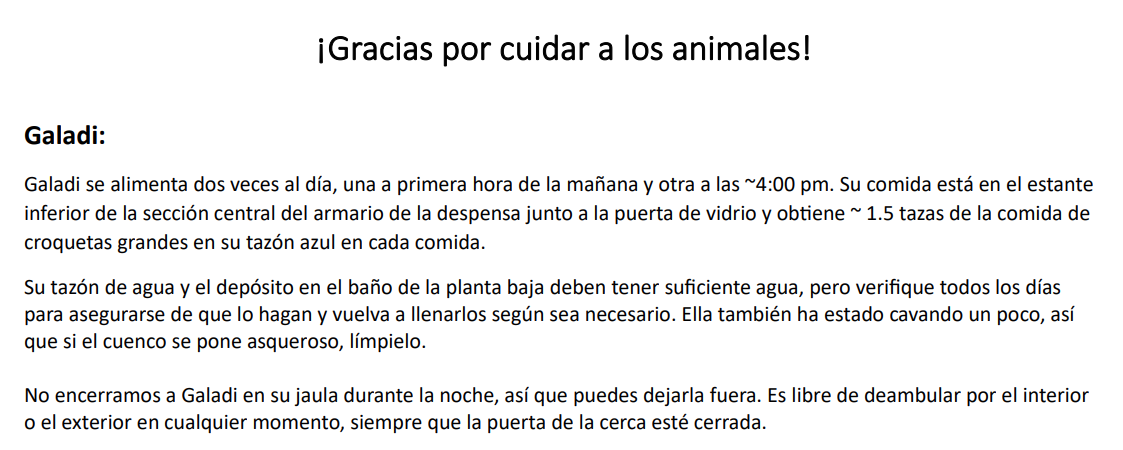 ¡Gracias por cuidar a los animales!
Galadi:
Galadi se alimenta dos veces al día, una a primera hora de la mañana y otra a las ~4:00 pm. Su comida está en el estante
inferior de la sección central del armario de la despensa junto a la puerta de vidrio y obtiene ~ 1.5 tazas de la comida de
croquetas grandes en su tazón azul en cada comida.
Su tazón de agua y el depósito en el baño de la planta baja deben tener suficiente agua, pero verifique todos los días
para asegurarse de que lo hagan y vuelva a llenarlos según sea necesario. Ella también ha estado cavando un poco, así
que si el cuenco se pone asqueroso, límpielo.
No encerramos a Galadi en su jaula durante la noche, así que puedes dejarla fuera. Es libre de deambular por el interior
o el exterior en cualquier momento, siempre que la puerta de la cerca esté cerrada.